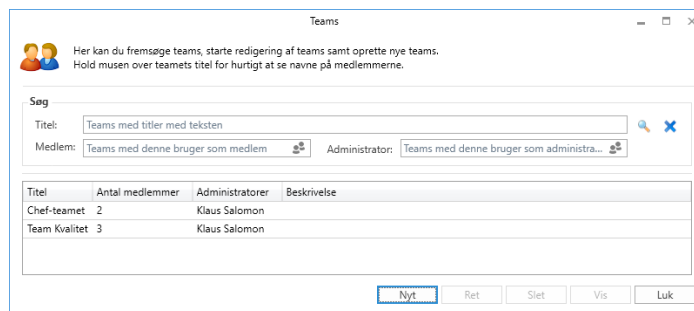 Teams
Her kan du fremsøge teams, starte redigering af teams samt oprette nye teams.
Hold musen over teamets titel for hurtigt at se navne på medlemmerne.
Søg
Titel: Teams med titler med teksten
Medlem: Teams med denne bruger som medlem Administrator: Teams med denne bruger som administra...
Titel Antal medlemmer Administratorer Beskrivelse
Chef-teamet 2 Klaus Salomon
Team Kvalitet 3 Klaus Salomon
Nyt Ret Slet Vis Luk